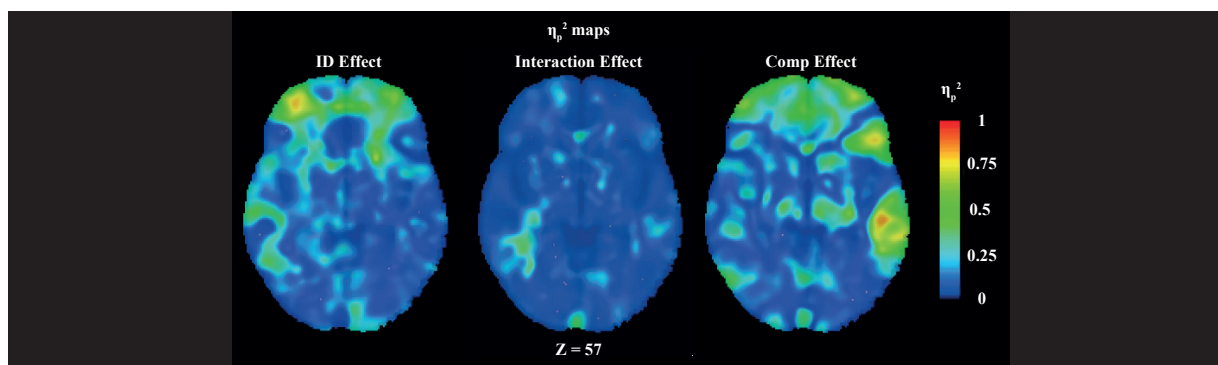 ηₚ² maps
ID Effect
Interaction Effect
Comp Effect
ηₚ²
1
0.75
0.5
0.25
0
Z = 57